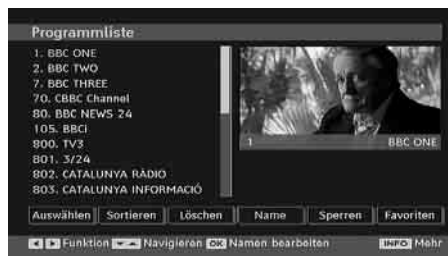 Programmliste
1. BBC ONE
2. BBC TWO
7. BBC THREE
70. CBBC Channel
80. BBC NEWS 24
105. BBCi
800. TV3
801. 3/24
802. CATALUNYA RÀDIO
803. CATALUNYA INFORMACIÓ
1 BBC ONE
Auswählen Sortieren Löschen Name Sperren Favoriten
Funktion Navigieren OK Namen bearbeiten INFO Mehr